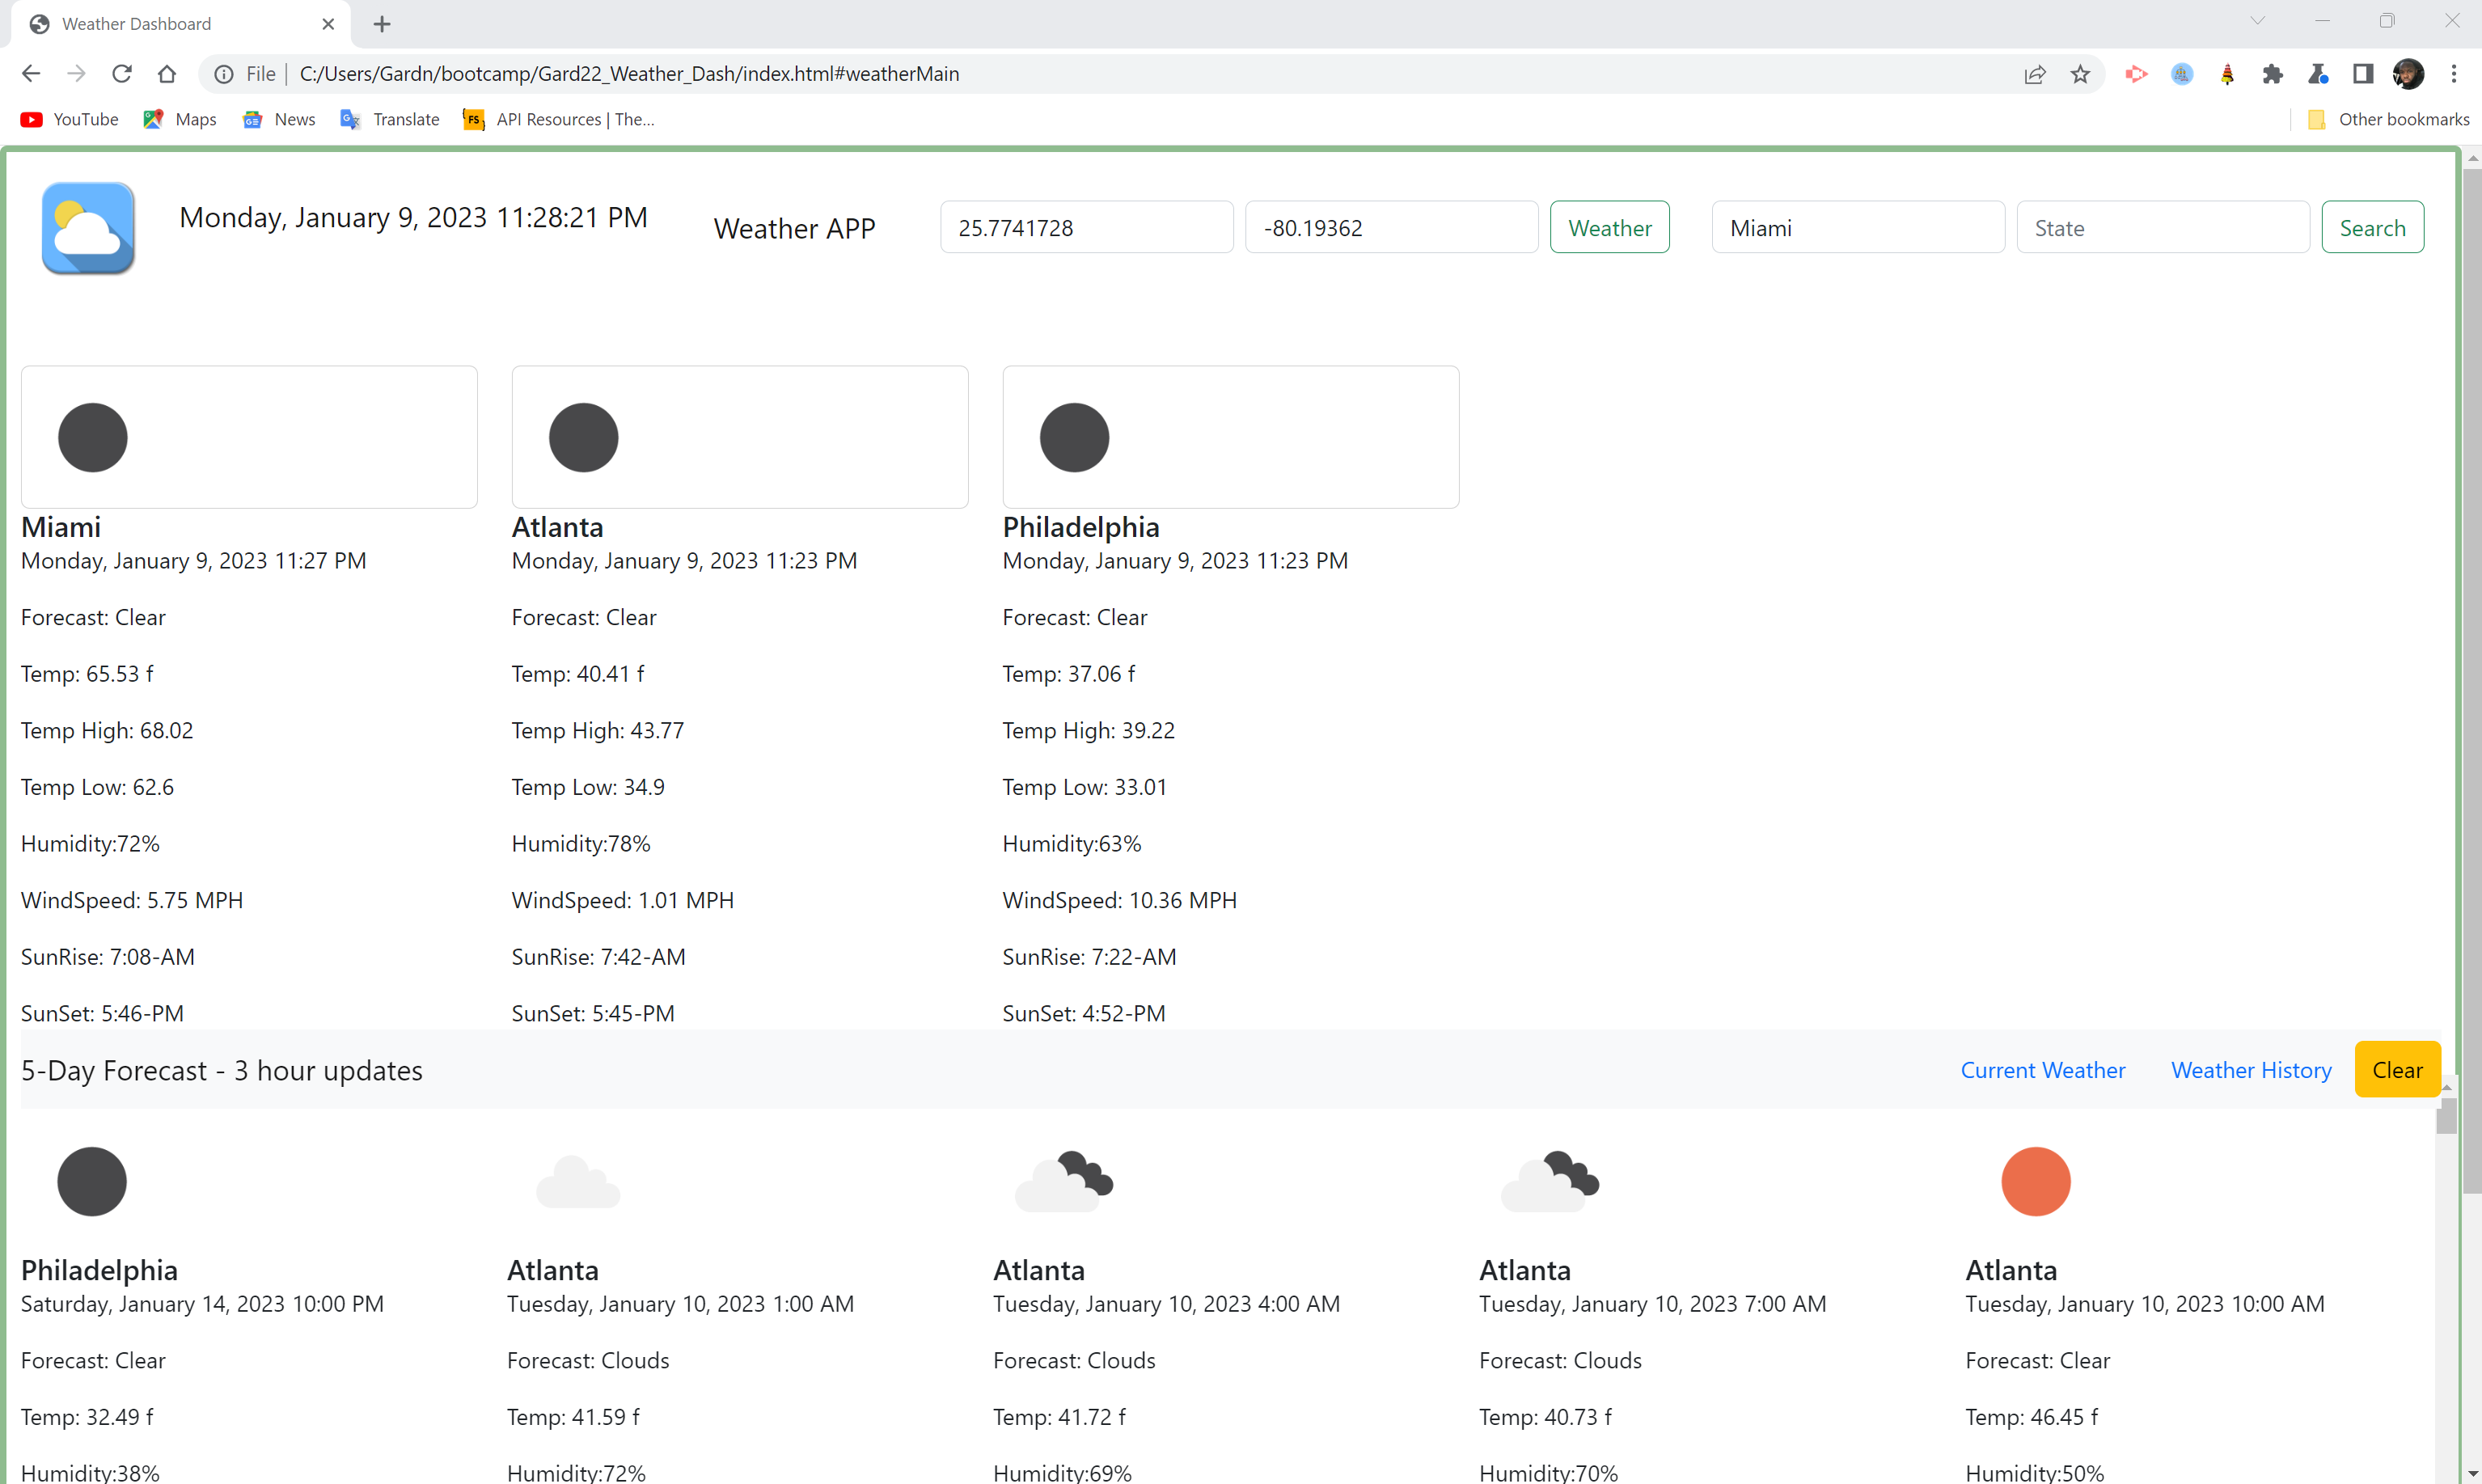 Weather Dashboard
File | C:/Users/Gardn/bootcamp/Gard22_Weather_Dash/index.html#weatherMain
YouTube Maps News Translate FS API Resources | The... Other bookmarks
Monday, January 9, 2023 11:28:21 PM Weather APP 25.7741728 -80.19362 Weather Miami State Search
Miami Atlanta Philadelphia
Monday, January 9, 2023 11:27 PM Monday, January 9, 2023 11:23 PM Monday, January 9, 2023 11:23 PM
Forecast: Clear Forecast: Clear Forecast: Clear
Temp: 65.53 f Temp: 40.41 f Temp: 37.06 f
Temp High: 68.02 Temp High: 43.77 Temp High: 39.22
Temp Low: 62.6 Temp Low: 34.9 Temp Low: 33.01
Humidity:72% Humidity:78% Humidity:63%
WindSpeed: 5.75 MPH WindSpeed: 1.01 MPH WindSpeed: 10.36 MPH
SunRise: 7:08-AM SunRise: 7:42-AM SunRise: 7:22-AM
SunSet: 5:46-PM SunSet: 5:45-PM SunSet: 4:52-PM
5-Day Forecast - 3 hour updates Current Weather Weather History Clear
Philadelphia Atlanta Atlanta Atlanta Atlanta
Saturday, January 14, 2023 10:00 PM Tuesday, January 10, 2023 1:00 AM Tuesday, January 10, 2023 4:00 AM Tuesday, January 10, 2023 7:00 AM Tuesday, January 10, 2023 10:00 AM
Forecast: Clear Forecast: Clouds Forecast: Clouds Forecast: Clouds Forecast: Clear
Temp: 32.49 f Temp: 41.59 f Temp: 41.72 f Temp: 40.73 f Temp: 46.45 f
Humidity:38% Humidity:72% Humidity:69% Humidity:70% Humidity:50%